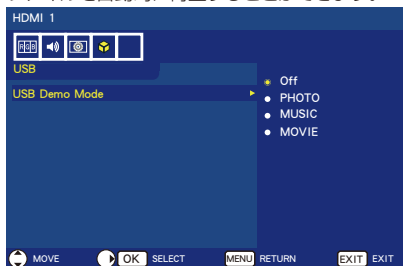 HDMI 1
RGB
USB
USB Demo Mode
Off
PHOTO
MUSIC
MOVIE
MOVE OK SELECT MENU RETURN EXIT EXIT